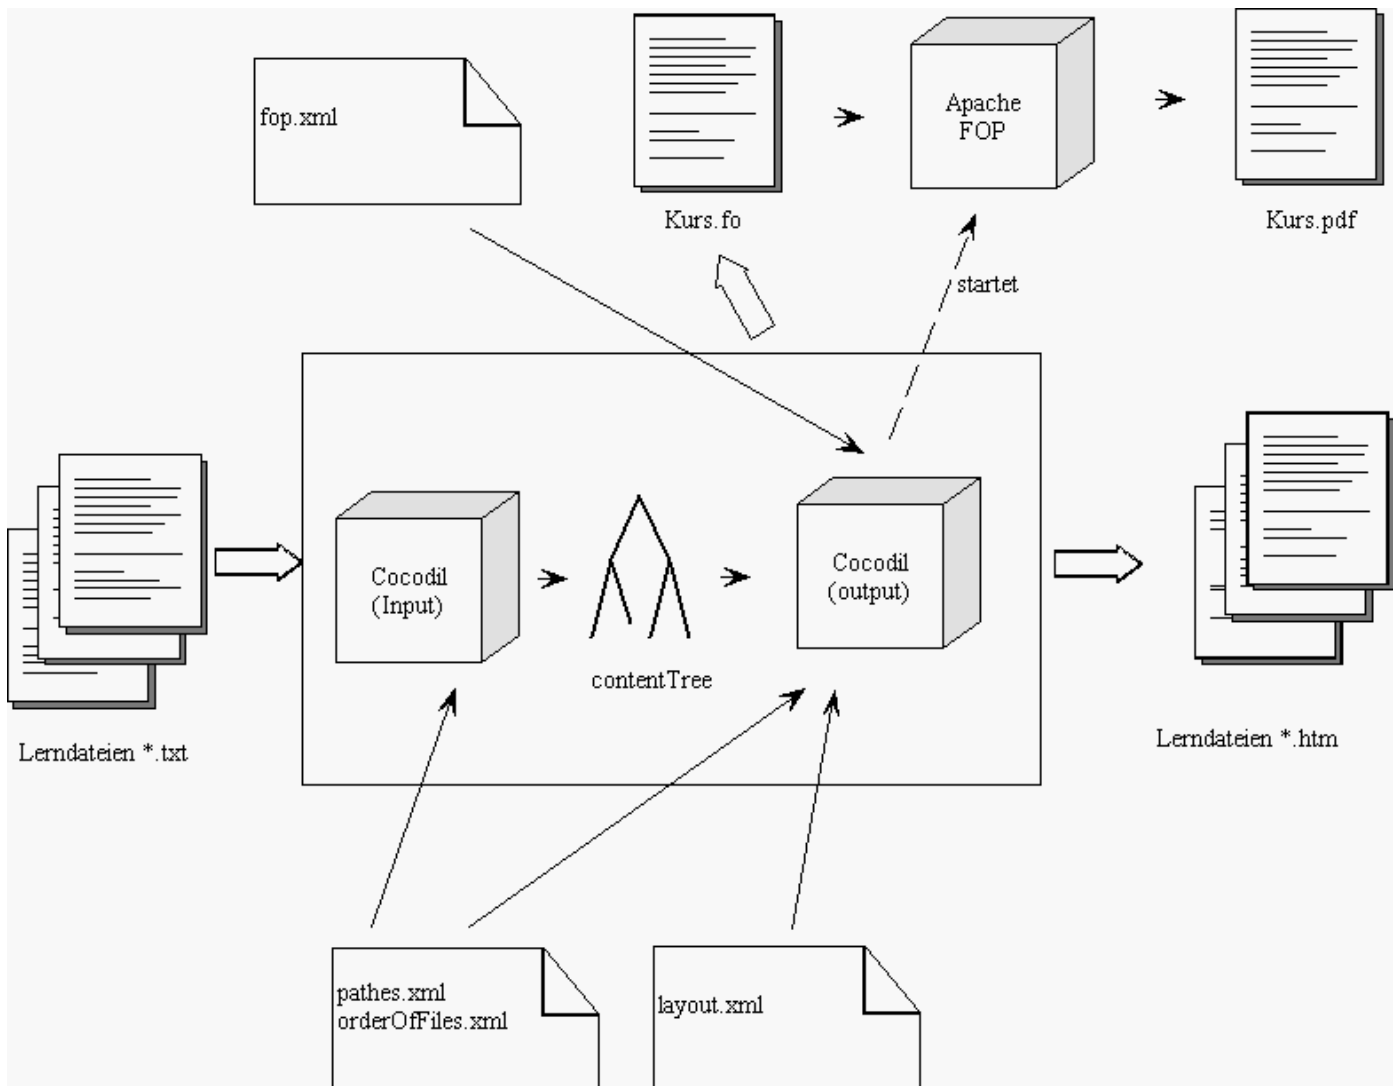 fop.xml
Apache
FOP
Kurs.fo
Kurs.pdf
startet
Cocodil
(Input)
Cocodil
(output)
contentTree
Lerndateien *.txt
Lerndateien *.htm
pathes.xml
orderOfFiles.xml
layout.xml